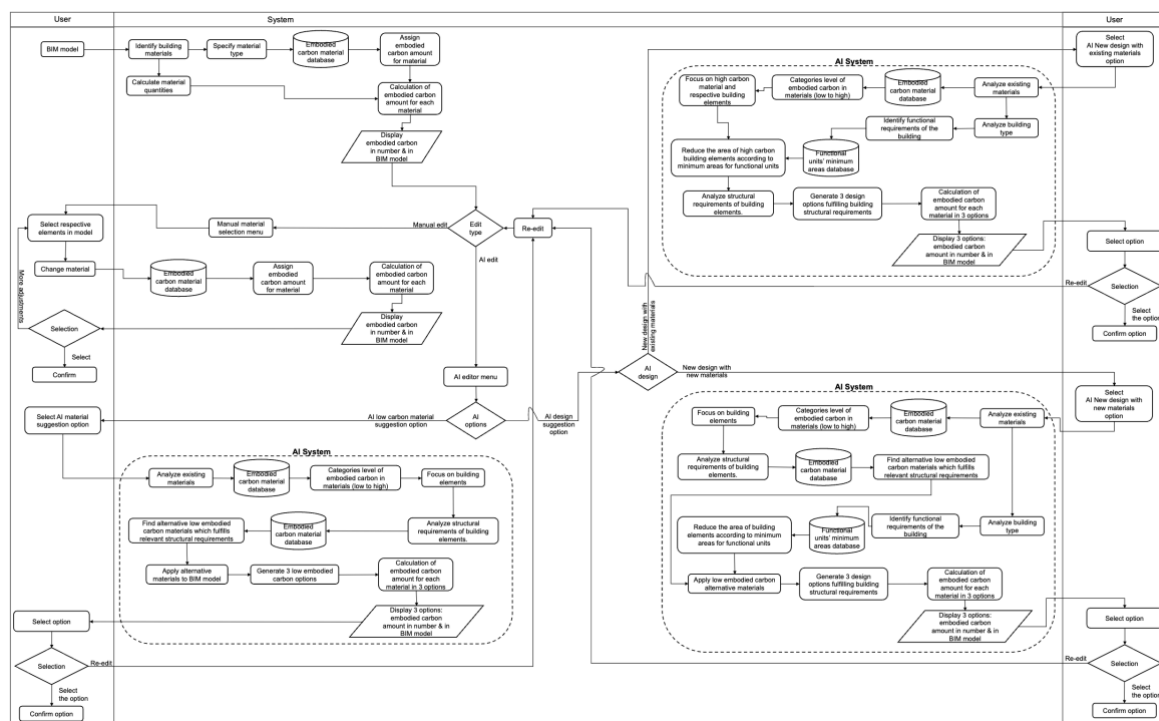 User
System
User
BIM model
Identify building
materials
Specify material
type
Embodied
carbon material
database
Assign
embodied
carbon amount
for material
Calculate material
quantities
Calculation of
embodied carbon
amount for each
material
Display
embodied carbon
in number & in
BIM model
Edit
type
Manual edit
AI edit
Re-edit
Manual material
selection menu
Select respective
elements in model
Change material
Embodied
carbon material
database
Assign
embodied carbon
amount for
material
Calculation of
embodied carbon
amount for each
material
Display
embodied carbon
in number & in
BIM model
More adjustments
Selection
Select
Confirm
AI editor menu
AI
options
AI low carbon material
suggestion option
AI design
suggestion
option
Select AI material
suggestion option
AI System
Analyze existing
materials
Embodied
carbon material
database
Categories level of
embodied carbon in
materials (low to high)
Focus on building
elements
Analyze structural
requirements of building
elements.
Embodied
carbon material
database
Find alternative low embodied
carbon materials which fulfills
relevant structural requirements
Apply alternative
materials to BIM model
Generate 3 low embodied
carbon options
Calculation of
embodied carbon
amount for each
material in 3 options
Display 3 options:
embodied carbon
amount in number & in
BIM model
Select option
Selection
Re-edit
Select
the option
Confirm option
AI
design
New design with
existing materials
New design with
new materials
Select
AI New design with
existing materials
option
AI System
Analyze existing
materials
Embodied
carbon material
database
Categories level of
embodied carbon in
materials (low to high)
Focus on high carbon
material and
respective building
elements
Analyze building
type
Identify functional
requirements of the
building
Functional
units' minimum
areas database
Reduce the area of high carbon
building elements according to
minimum areas for functional units
Analyze structural
requirements of building
elements.
Generate 3 design
options fulfilling building
structural requirements
Calculation of
embodied carbon
amount for each
material in 3 options
Display 3 options:
embodied carbon
amount in number & in
BIM model
Select option
Selection
Re-edit
Select
the option
Confirm option
Select
AI New design with
new materials
option
AI System
Analyze existing
materials
Embodied
carbon material
database
Categories level of
embodied carbon in
materials (low to high)
Focus on building
elements
Analyze structural
requirements of building
elements.
Embodied
carbon material
database
Find alternative low embodied
carbon materials which fulfills
relevant structural requirements
Analyze building
type
Identify functional
requirements of the
building
Functional
units' minimum
areas database
Reduce the area of building
elements according to minimum
areas for functional units
Apply low embodied carbon
alternative materials
Generate 3 design
options fulfilling building
structural requirements
Calculation of
embodied carbon
amount for each
material in 3 options
Display 3 options:
embodied carbon
amount in number & in
BIM model
Select option
Selection
Re-edit
Select
the option
Confirm option